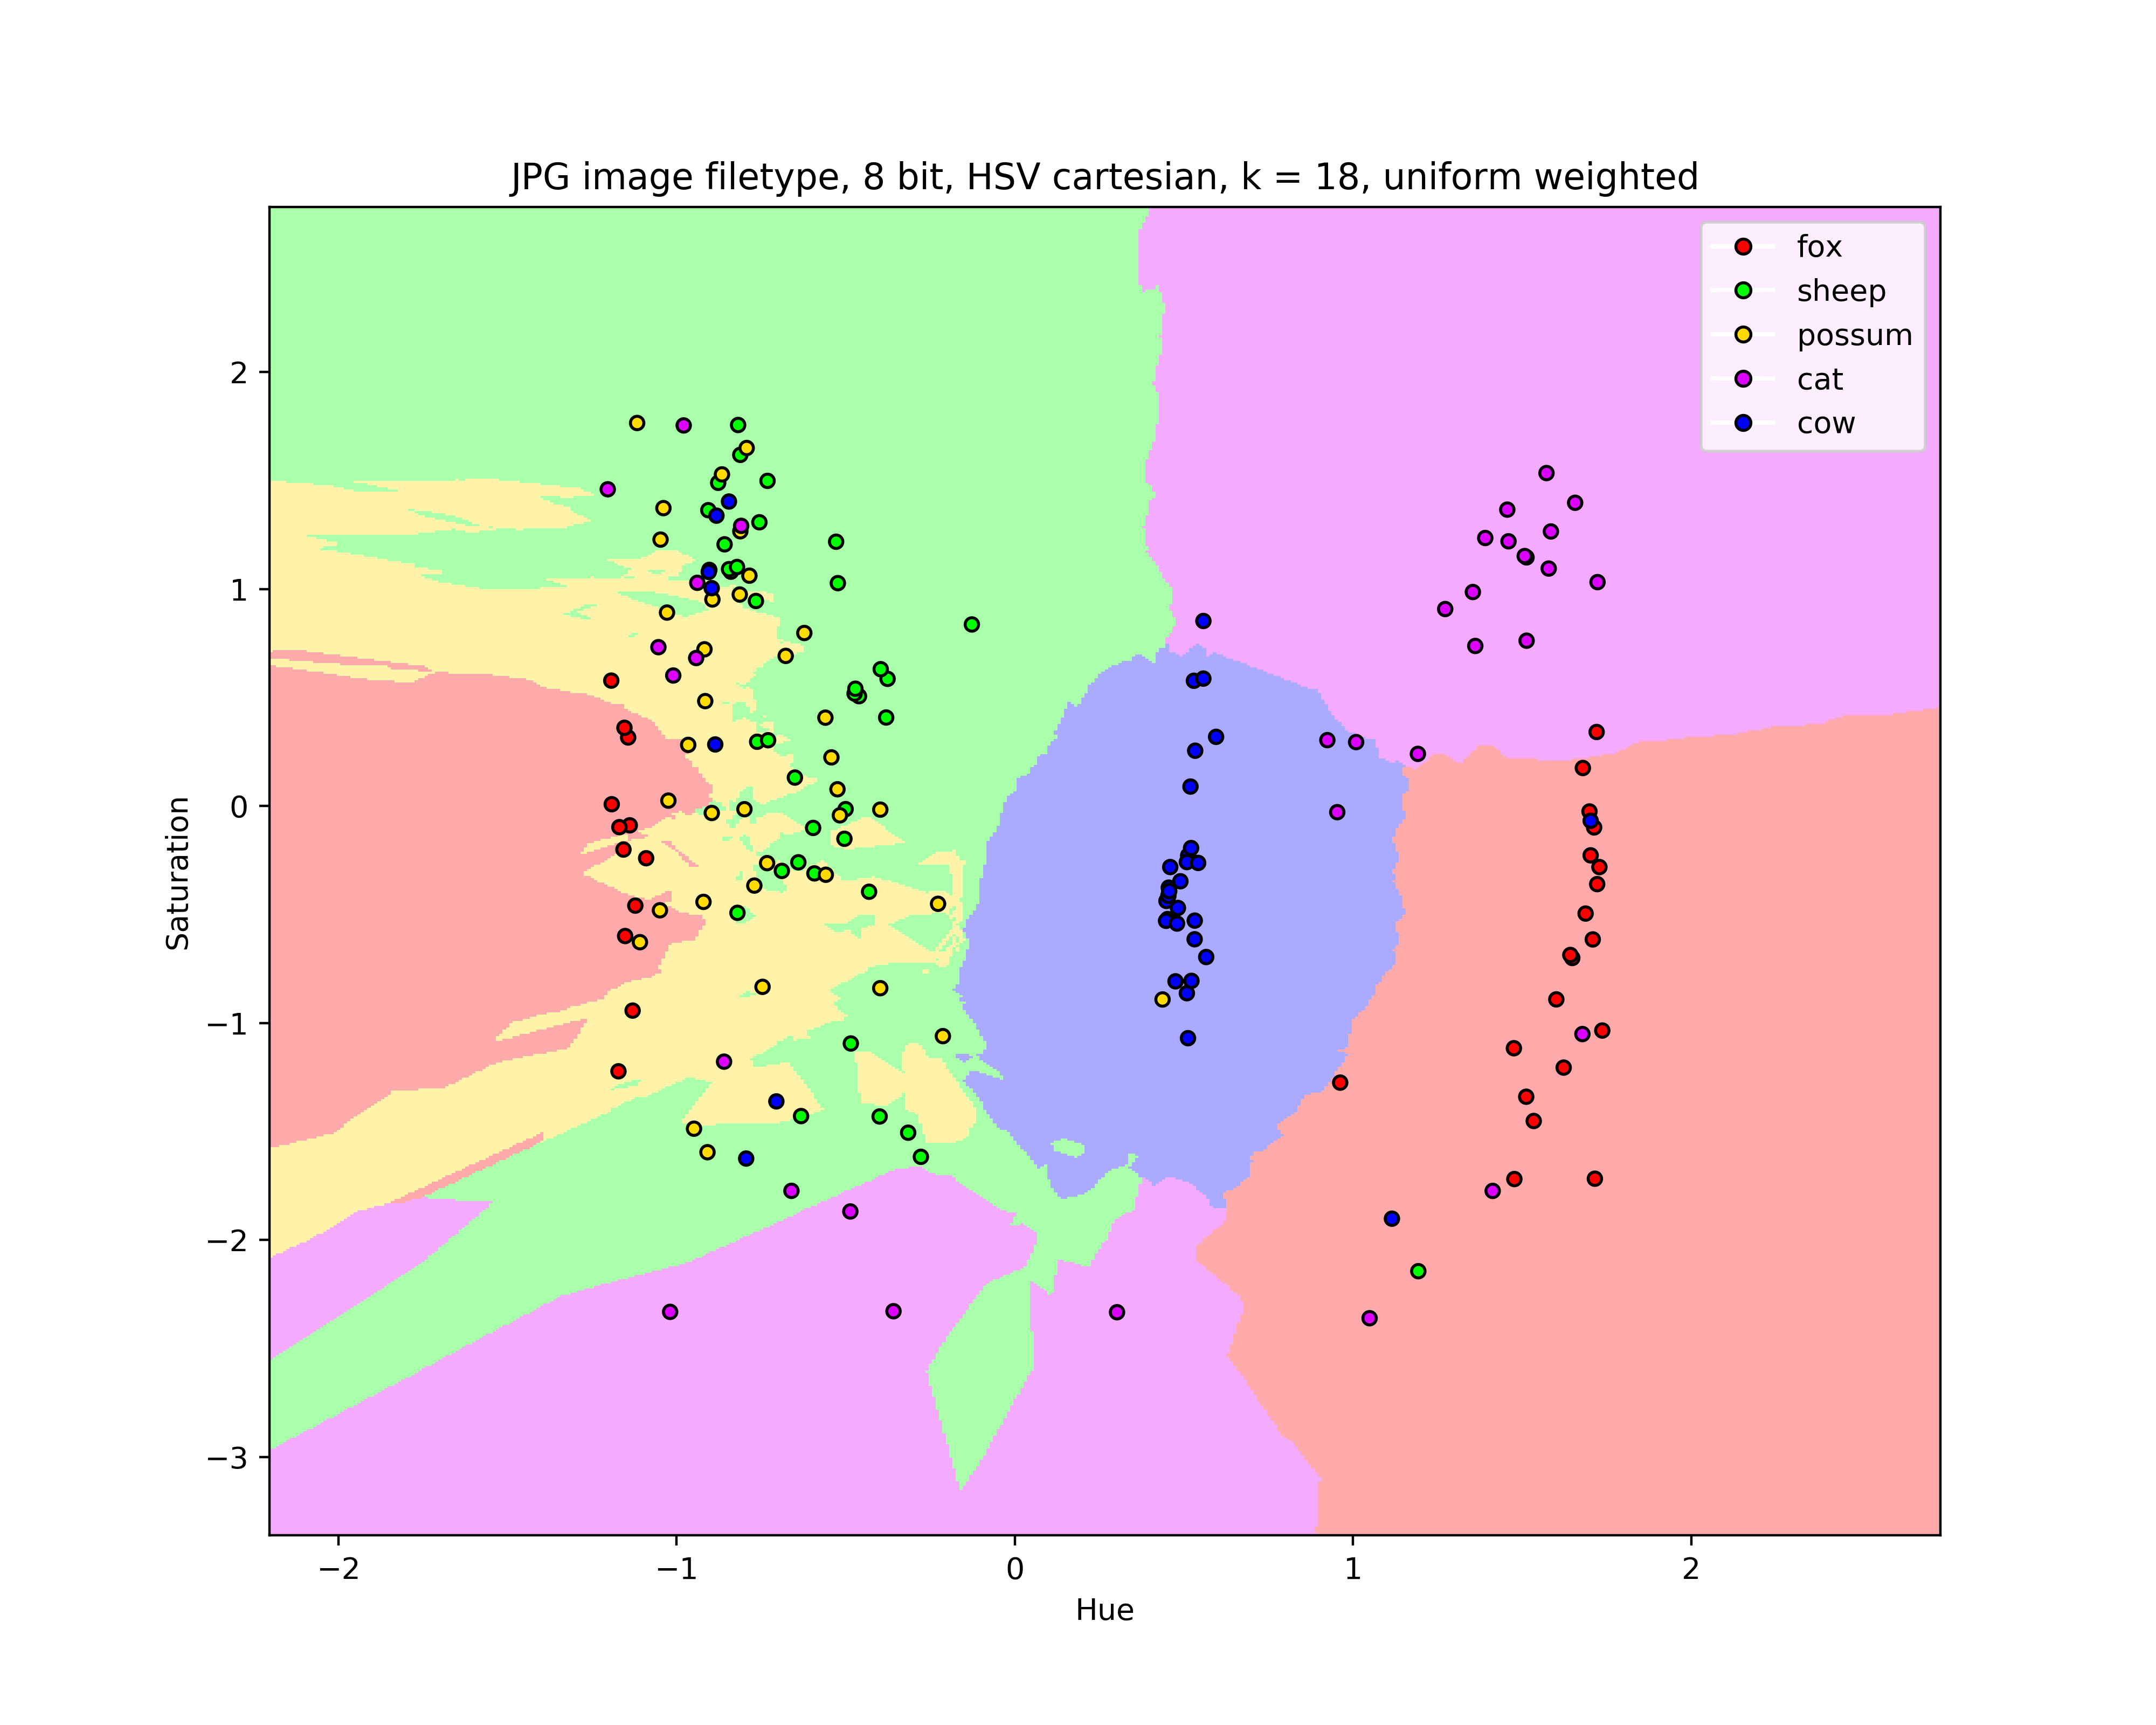 JPG image filetype, 8 bit, HSV cartesian, k = 18, uniform weighted
fox
sheep
possum
cat
cow
2
1
0
−1
−2
−3
Saturation
−2
−1
0
1
2
Hue